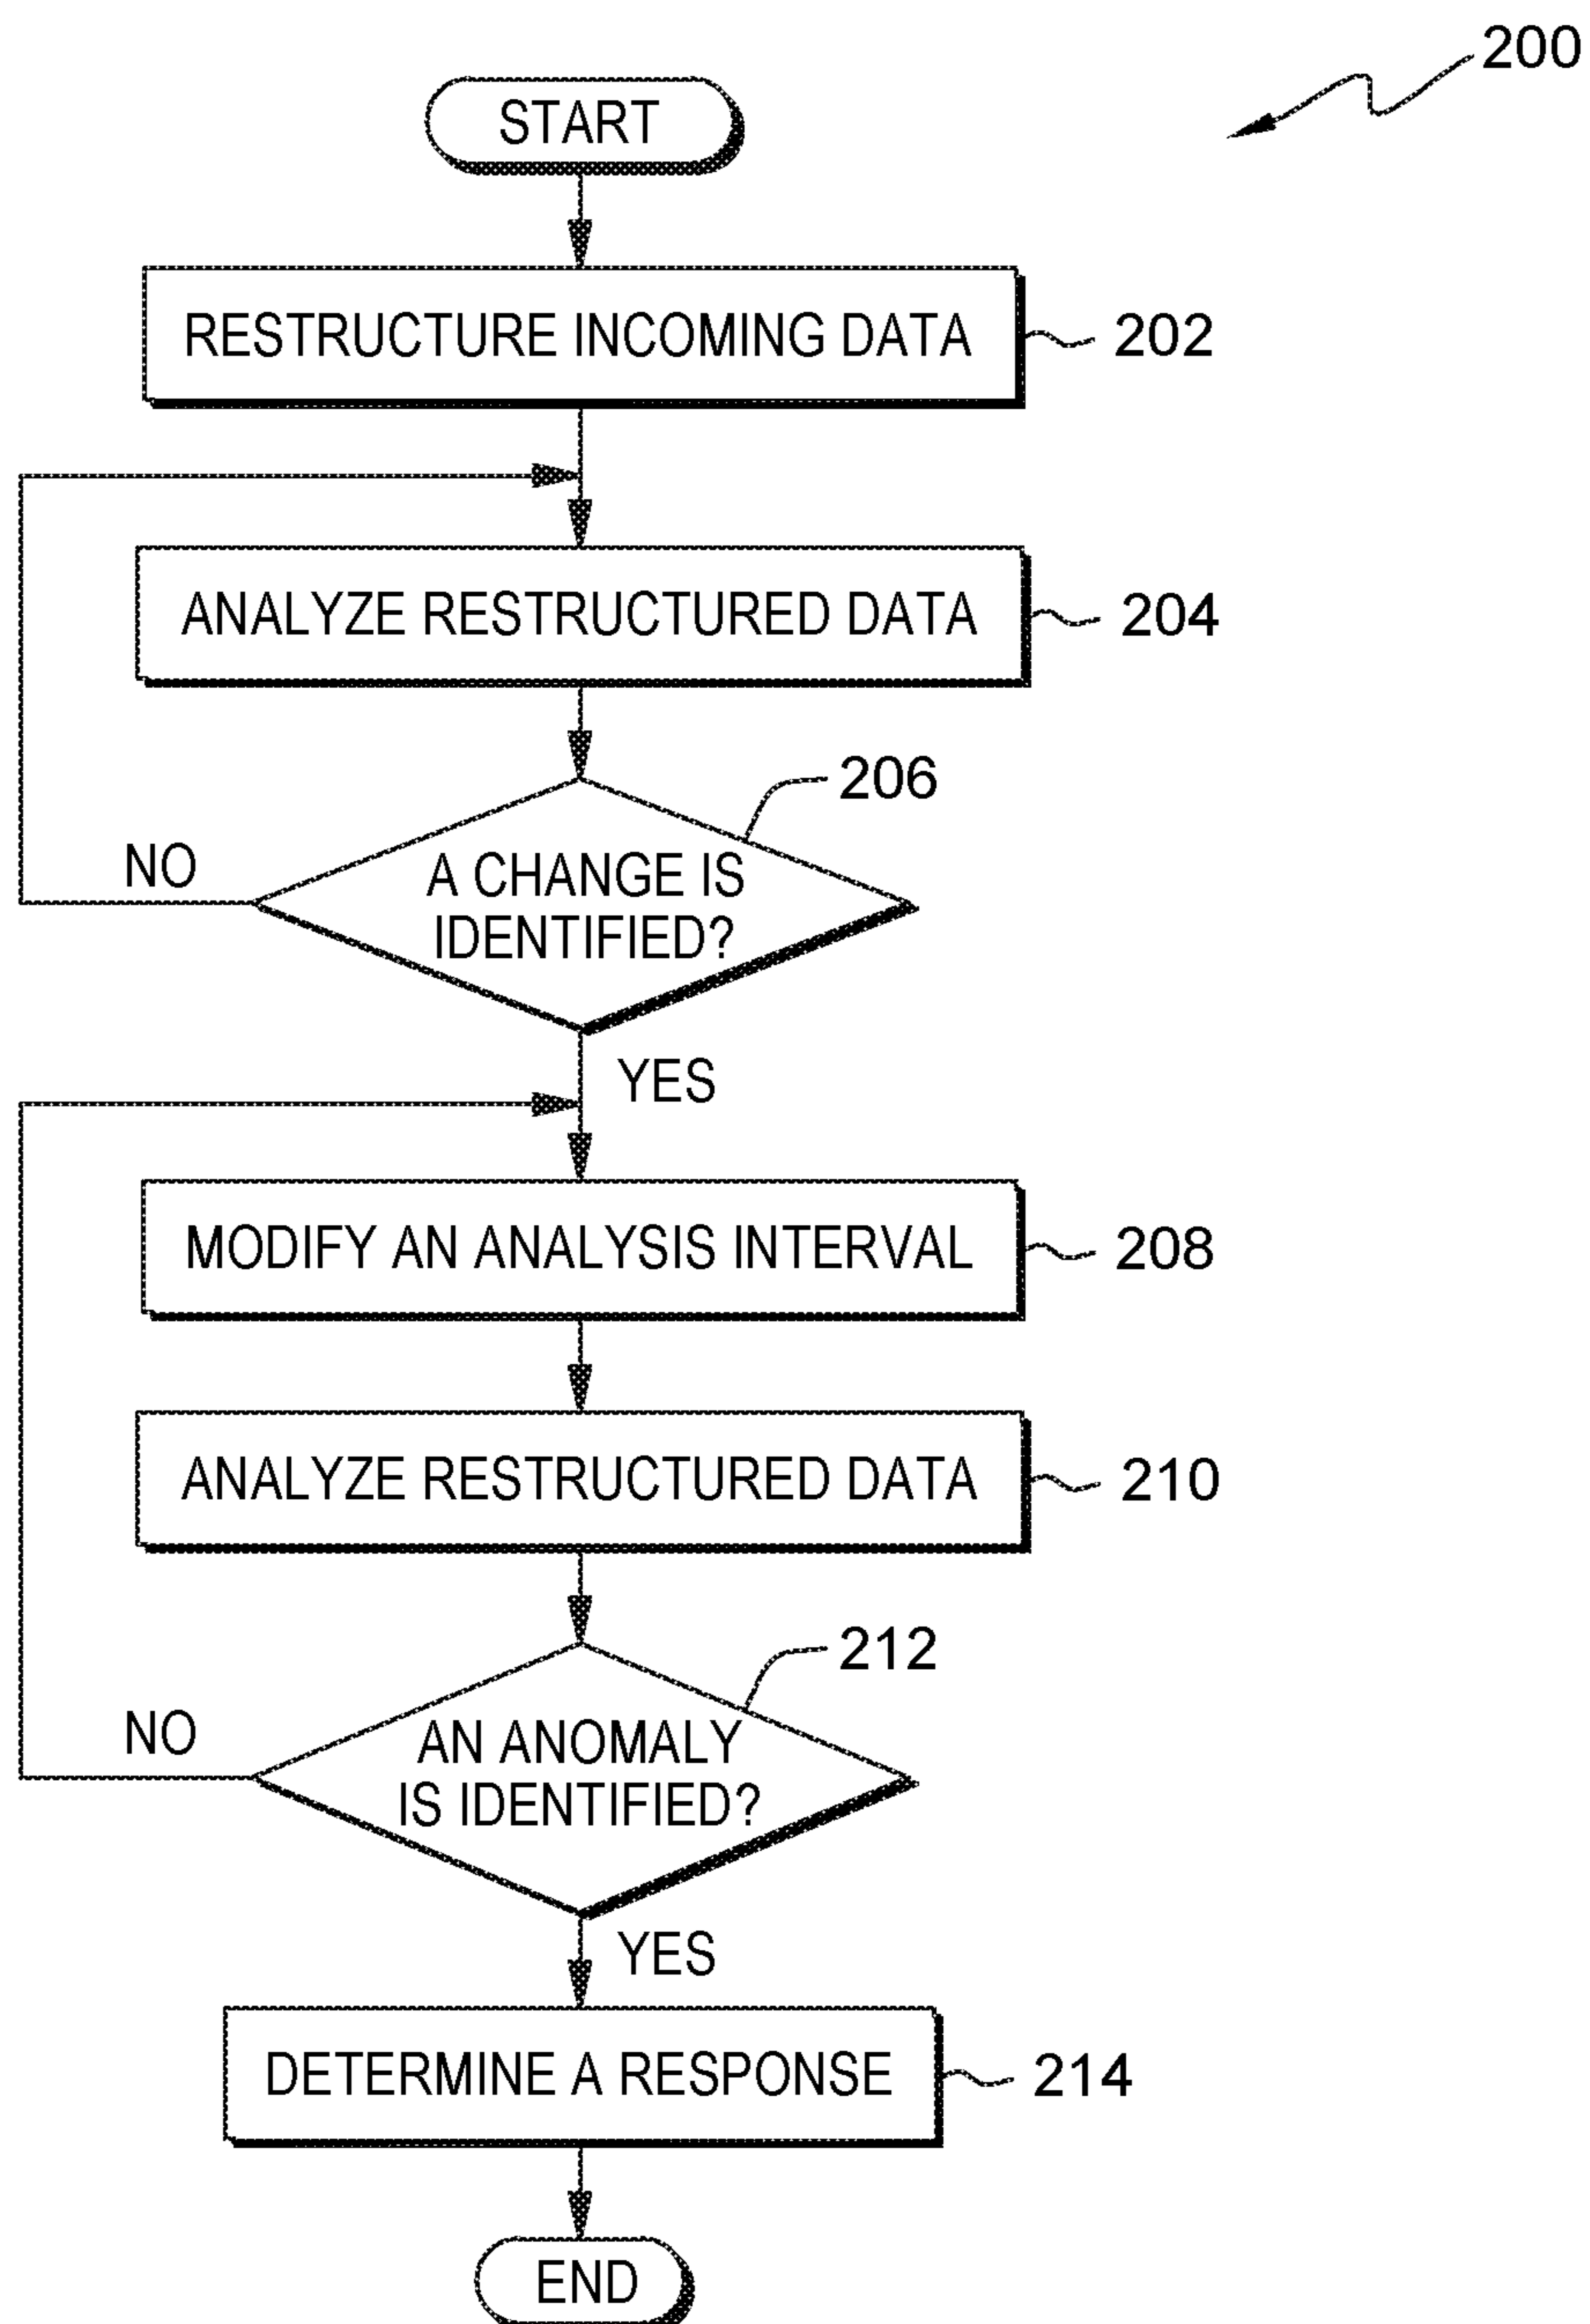 200
START
RESTRUCTURE INCOMING DATA
202
ANALYZE RESTRUCTURED DATA
204
206
A CHANGE IS
IDENTIFIED?
NO
YES
MODIFY AN ANALYSIS INTERVAL
208
ANALYZE RESTRUCTURED DATA
210
212
AN ANOMALY
IS IDENTIFIED?
NO
YES
DETERMINE A RESPONSE
214
END